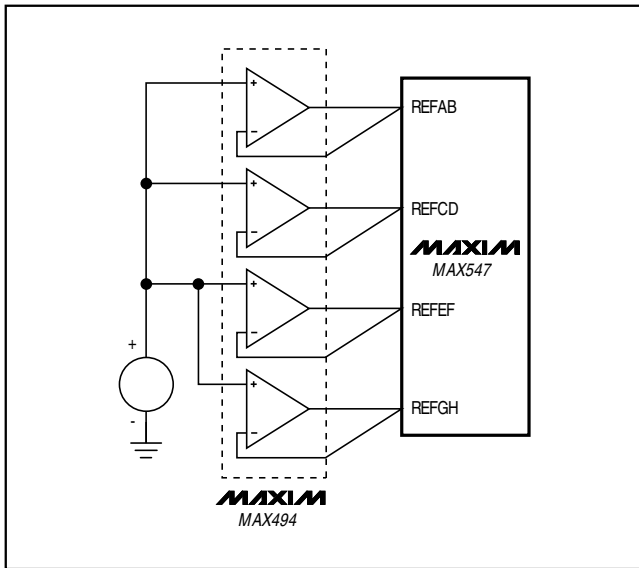 +
−
REFAB
+
−
REFCD
MAXIM
MAX547
+
−
REFEF
+
-
+
−
REFGH
MAXIM
MAX494